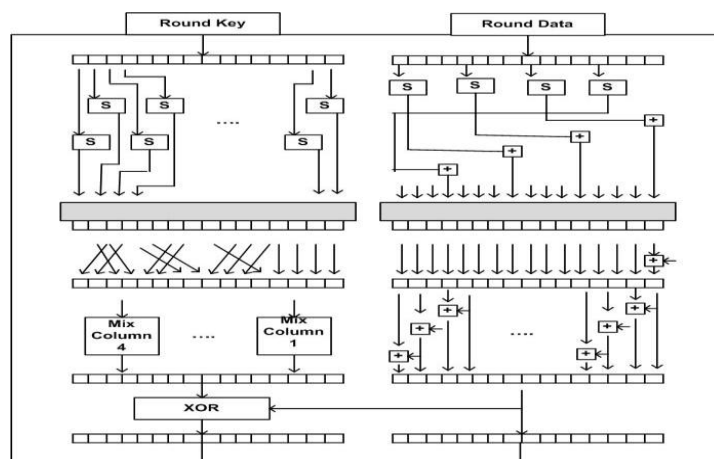 Round Key
Round Data
S S S
S S S
....
S S S S
+
+
+
+
+
Mix Column 4
....
Mix Column 1
+ +
+ +
+ +
....
XOR